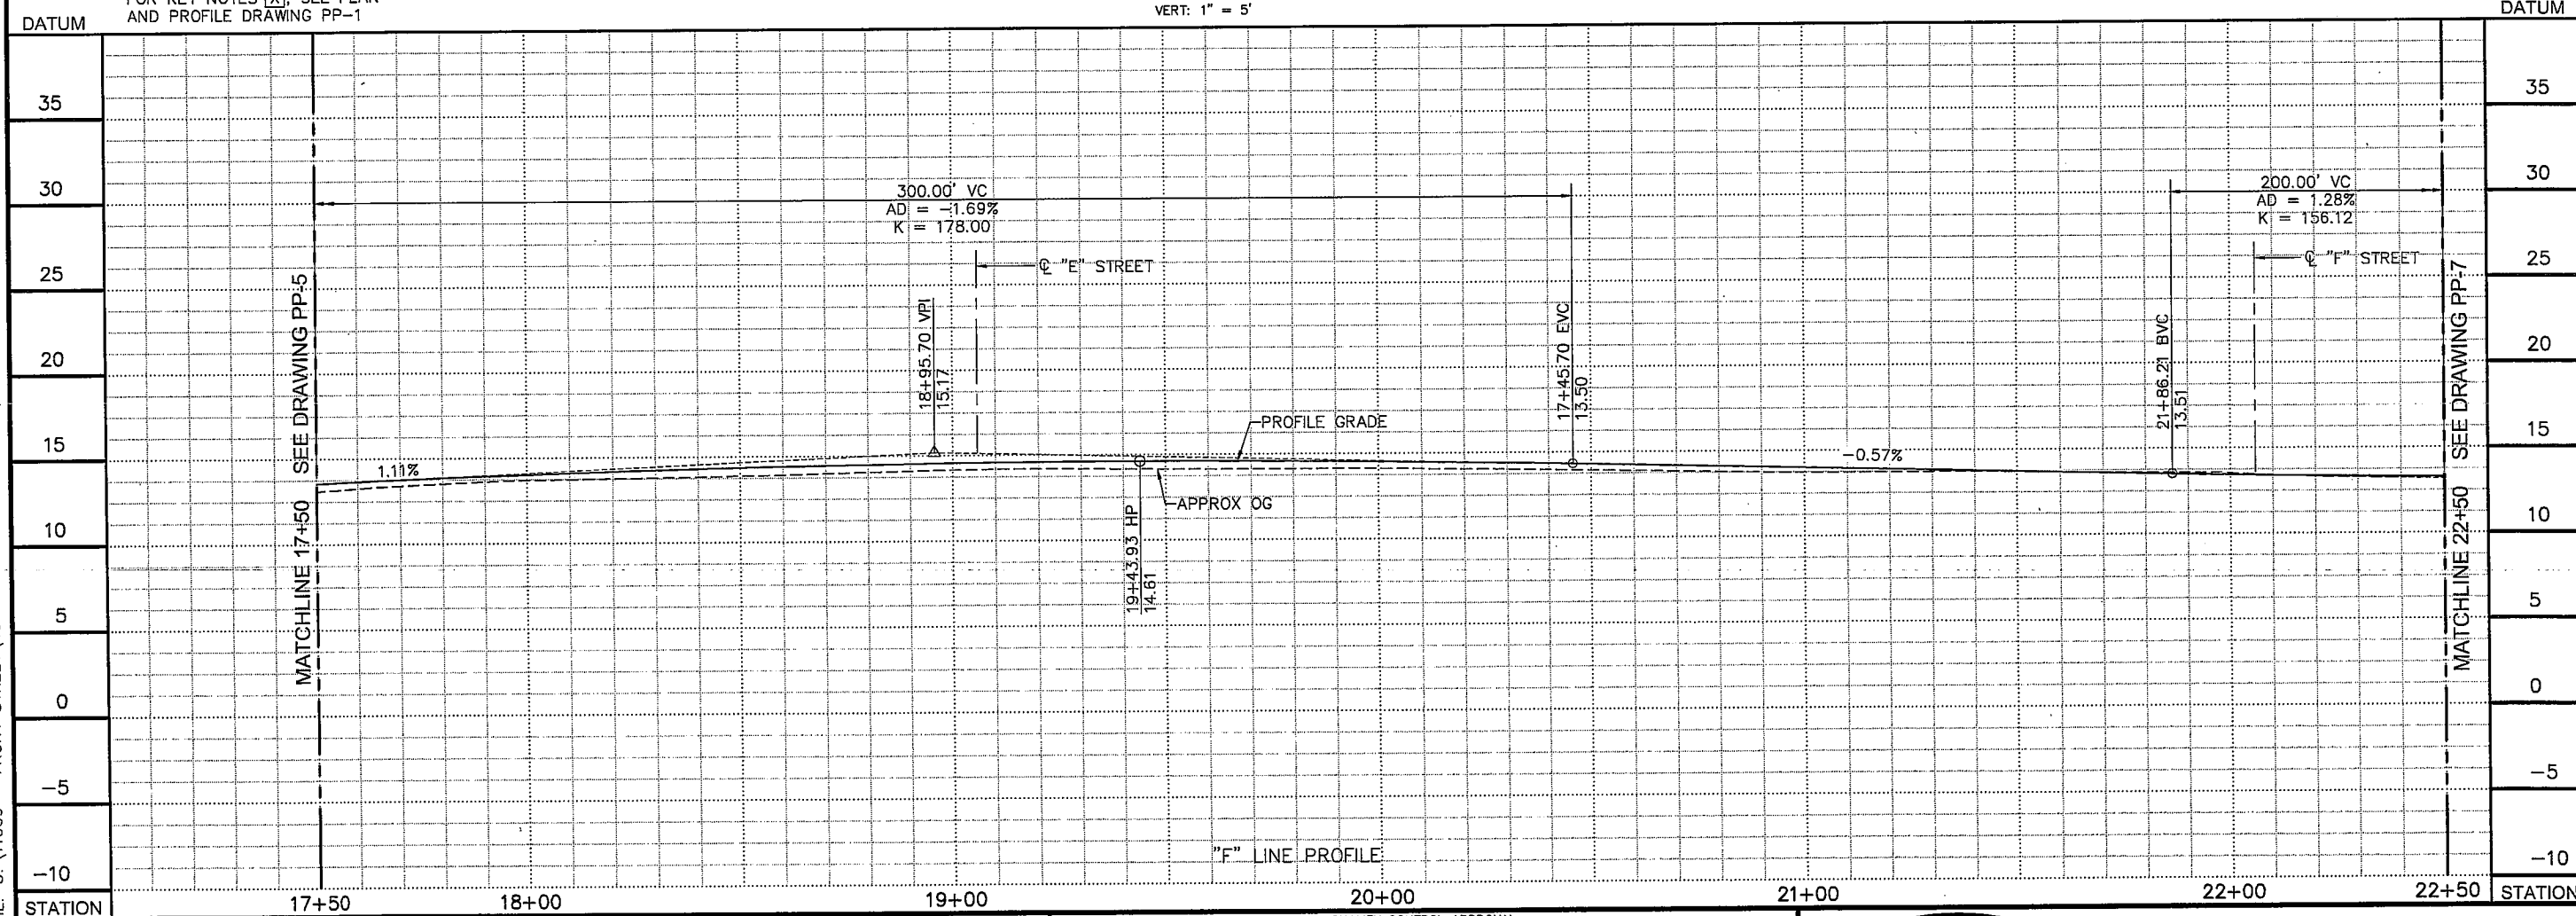 AND PROFILE DRAWING PP-1
VERT: 1" = 5'
DATUM
DATUM
35
30
25
20
15
10
5
0
-5
-10
STATION
MATCHLINE 17+50 SEE DRAWING PP-5
300.00' VC
AD = -1.69%
K = 178.00
℄ "E" STREET
18+95.70 VPI
15.17
1.11%
19+43.93 HP
14.61
PROFILE GRADE
APPROX OG
17+45.70 EVC
13.50
-0.57%
21+86.21 BVC
13.51
200.00' VC
AD = 1.28%
K = 156.12
℄ "F" STREET
MATCHLINE 22+50 SEE DRAWING PP-7
35
30
25
20
15
10
5
0
-5
-10
STATION
"F" LINE PROFILE
17+50
18+00
19+00
20+00
21+00
22+00
22+50